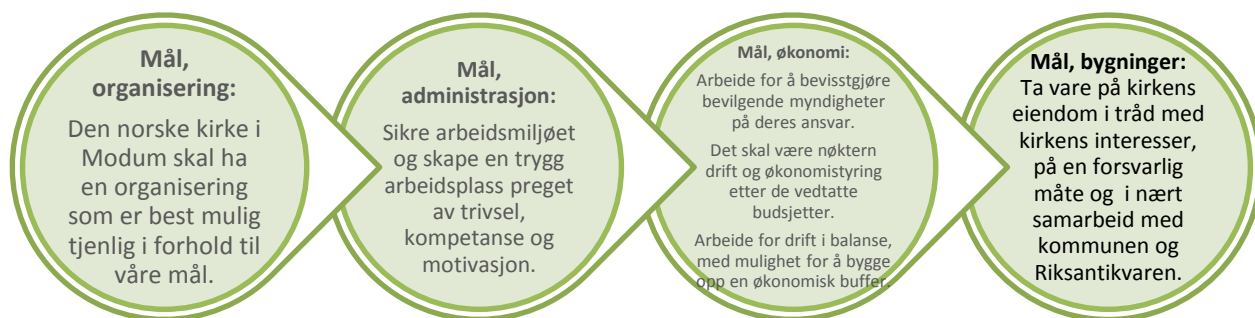 Mål,
organisering:
Den norske kirke i
Modum skal ha
en organisering
som er best mulig
tjenlig i forhold til
våre mål.
Mål,
administrasjon:
Sikre arbeidsmiljøet
og skape en trygg
arbeidsplass preget
av trivsel,
kompetanse og
motivasjon.
Mål, økonomi:
Arbeide for å bevisstgjøre
bevilgende myndigheter
på deres ansvar.
Det skal være nøktern
drift og økonomistyring
etter de vedtatte
budsjetter.
Arbeide for drift i balanse,
med mulighet for å bygge
opp en økonomisk buffer.
Mål, bygninger:
Ta vare på kirkens
eiendom i tråd med
kirkens interesser,
på en forsvarlig
måte og i nært
samarbeid med
kommunen og
Riksantikvaren.